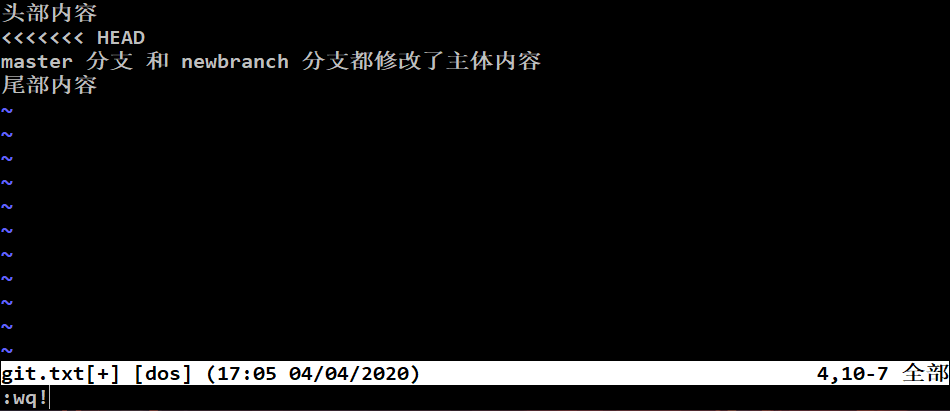 头部内容
<<<<<<< HEAD
master 分支 和 newbranch 分支都修改了主体内容
尾部内容
~
~
~
~
~
~
~
~
~
~
~
git.txt[+] [dos] (17:05 04/04/2020) 4,10-7 全部
:wq!